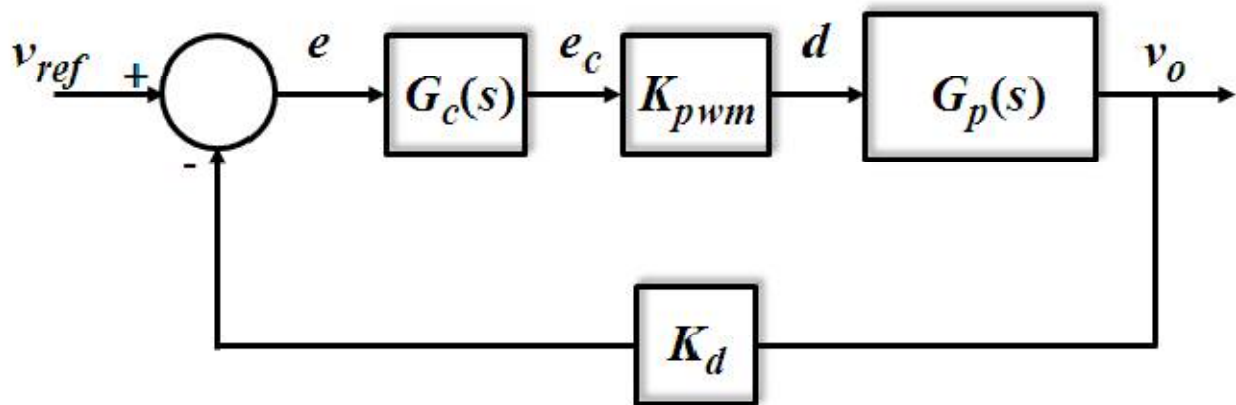 v_ref
+
-
e
G_c(s)
e_c
K_pwm
d
G_p(s)
v_o
K_d